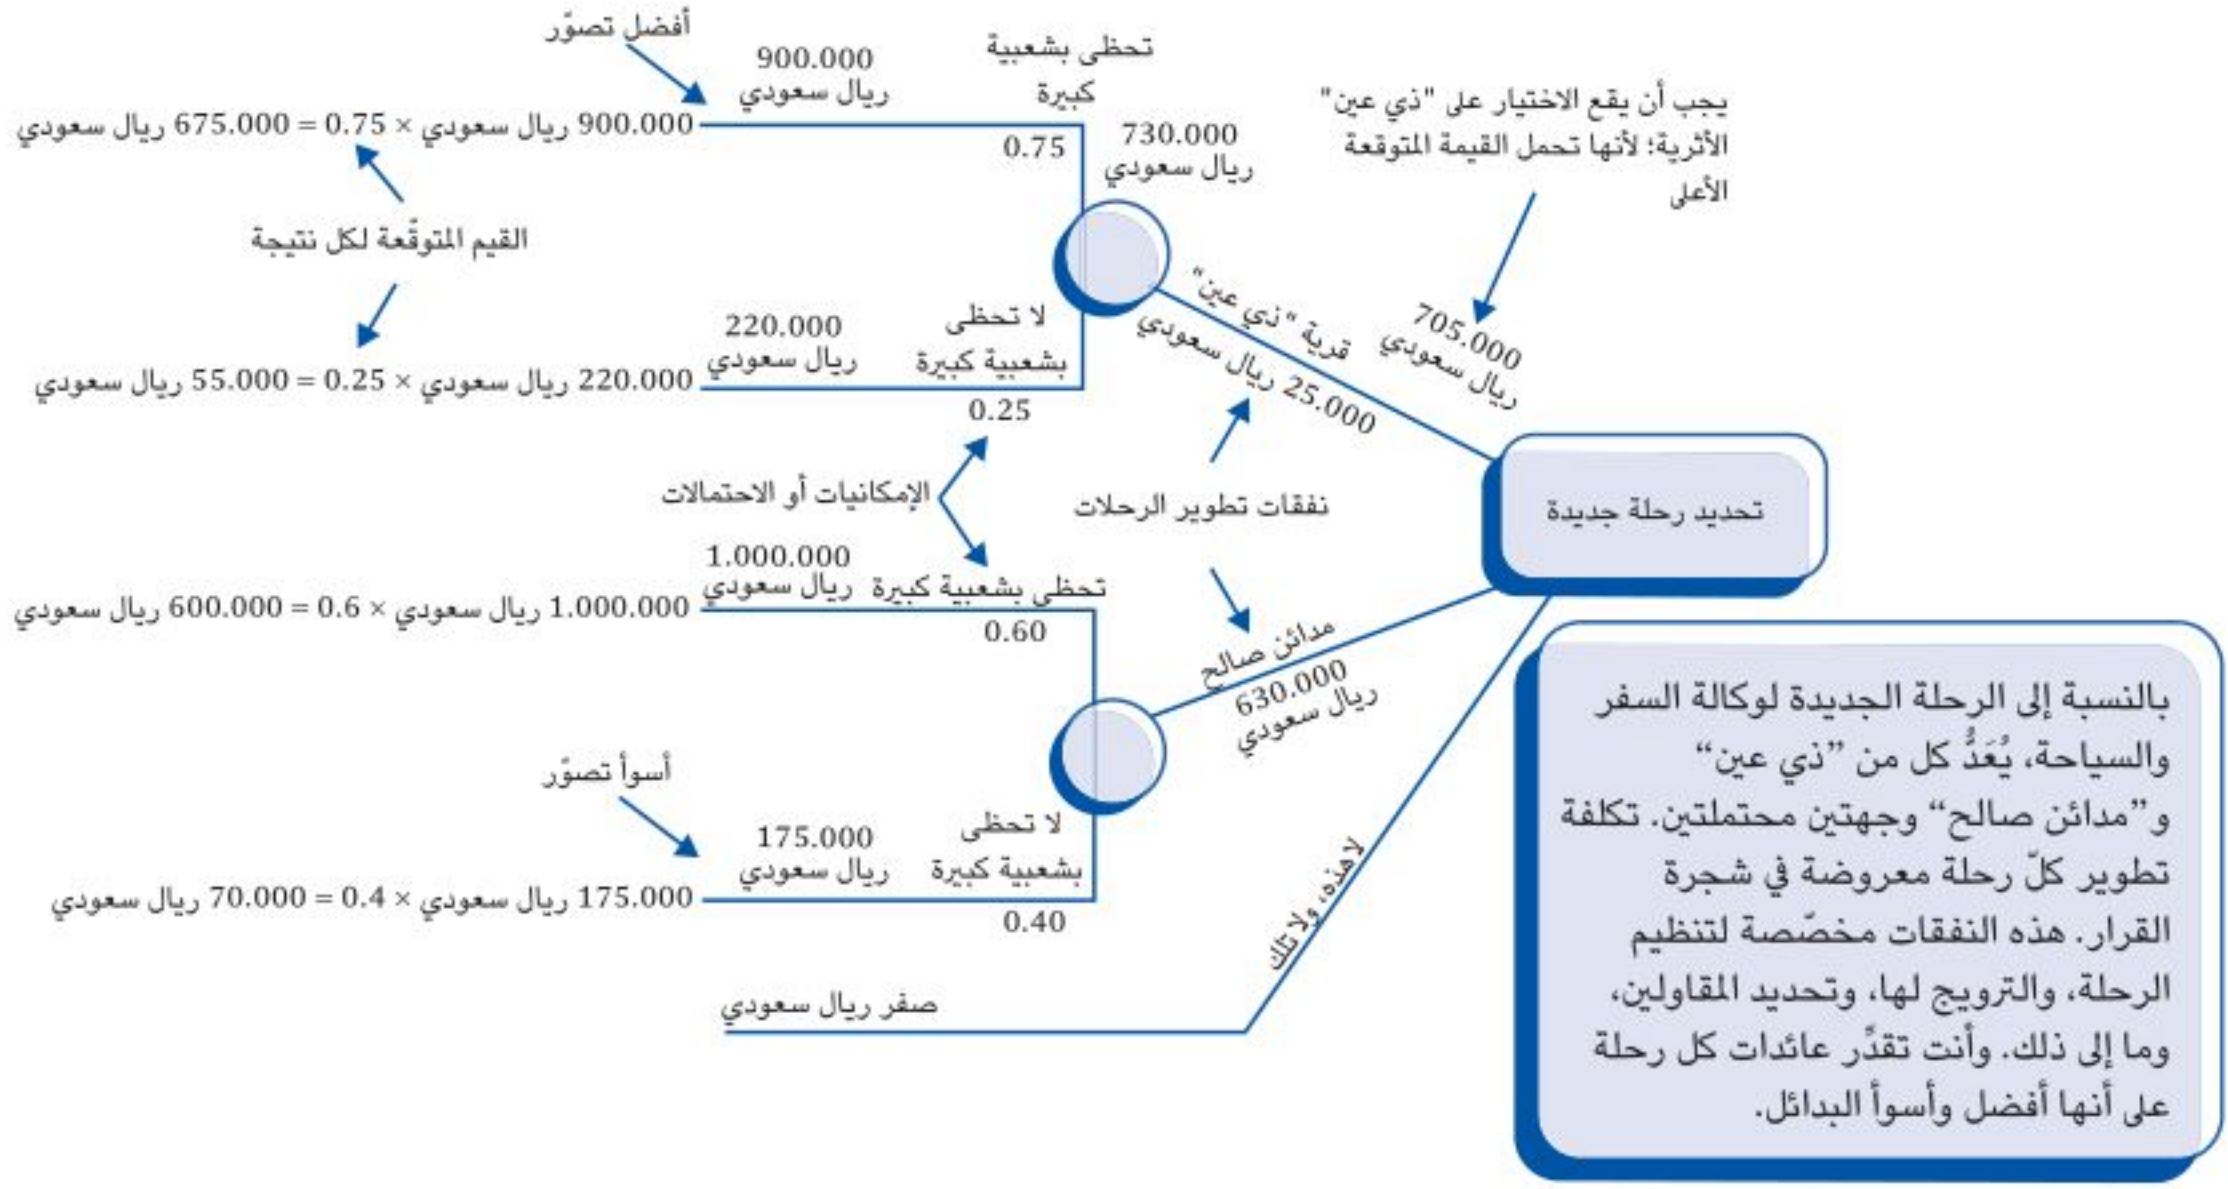 أفضل تصوّر
900.000
ريال سعودي
تحظى بشعبية
كبيرة
900.000 ريال سعودي × 0.75 = 675.000 ريال سعودي
0.75
730.000
ريال سعودي
يجب أن يقع الاختيار على "ذي عين"
الأثرية؛ لأنها تحمل القيمة المتوقعة
الأعلى
القيم المتوقّعة لكل نتيجة
220.000
ريال سعودي
لا تحظى
بشعبية كبيرة
220.000 ريال سعودي × 0.25 = 55.000 ريال سعودي
0.25
قرية "ذي عين"
25.000 ريال سعودي
705.000
ريال سعودي
الإمكانيات أو الاحتمالات
نفقات تطوير الرحلات
تحديد رحلة جديدة
1.000.000
ريال سعودي
تحظى بشعبية كبيرة
1.000.000 ريال سعودي × 0.6 = 600.000 ريال سعودي
0.60
مدائن صالح
630.000
ريال سعودي
أسوأ تصوّر
175.000
ريال سعودي
لا تحظى
بشعبية كبيرة
175.000 ريال سعودي × 0.4 = 70.000 ريال سعودي
0.40
لا هذه، ولا تلك
صفر ريال سعودي
بالنسبة إلى الرحلة الجديدة لوكالة السفر
والسياحة، يُعَدُّ كل من ”ذي عين“
و”مدائن صالح“ وجهتين محتملتين. تكلفة
تطوير كلّ رحلة معروضة في شجرة
القرار. هذه النفقات مخصّصة لتنظيم
الرحلة، والترويج لها، وتحديد المقاولين،
وما إلى ذلك. وأنت تقدِّر عائدات كل رحلة
على أنها أفضل وأسوأ البدائل.